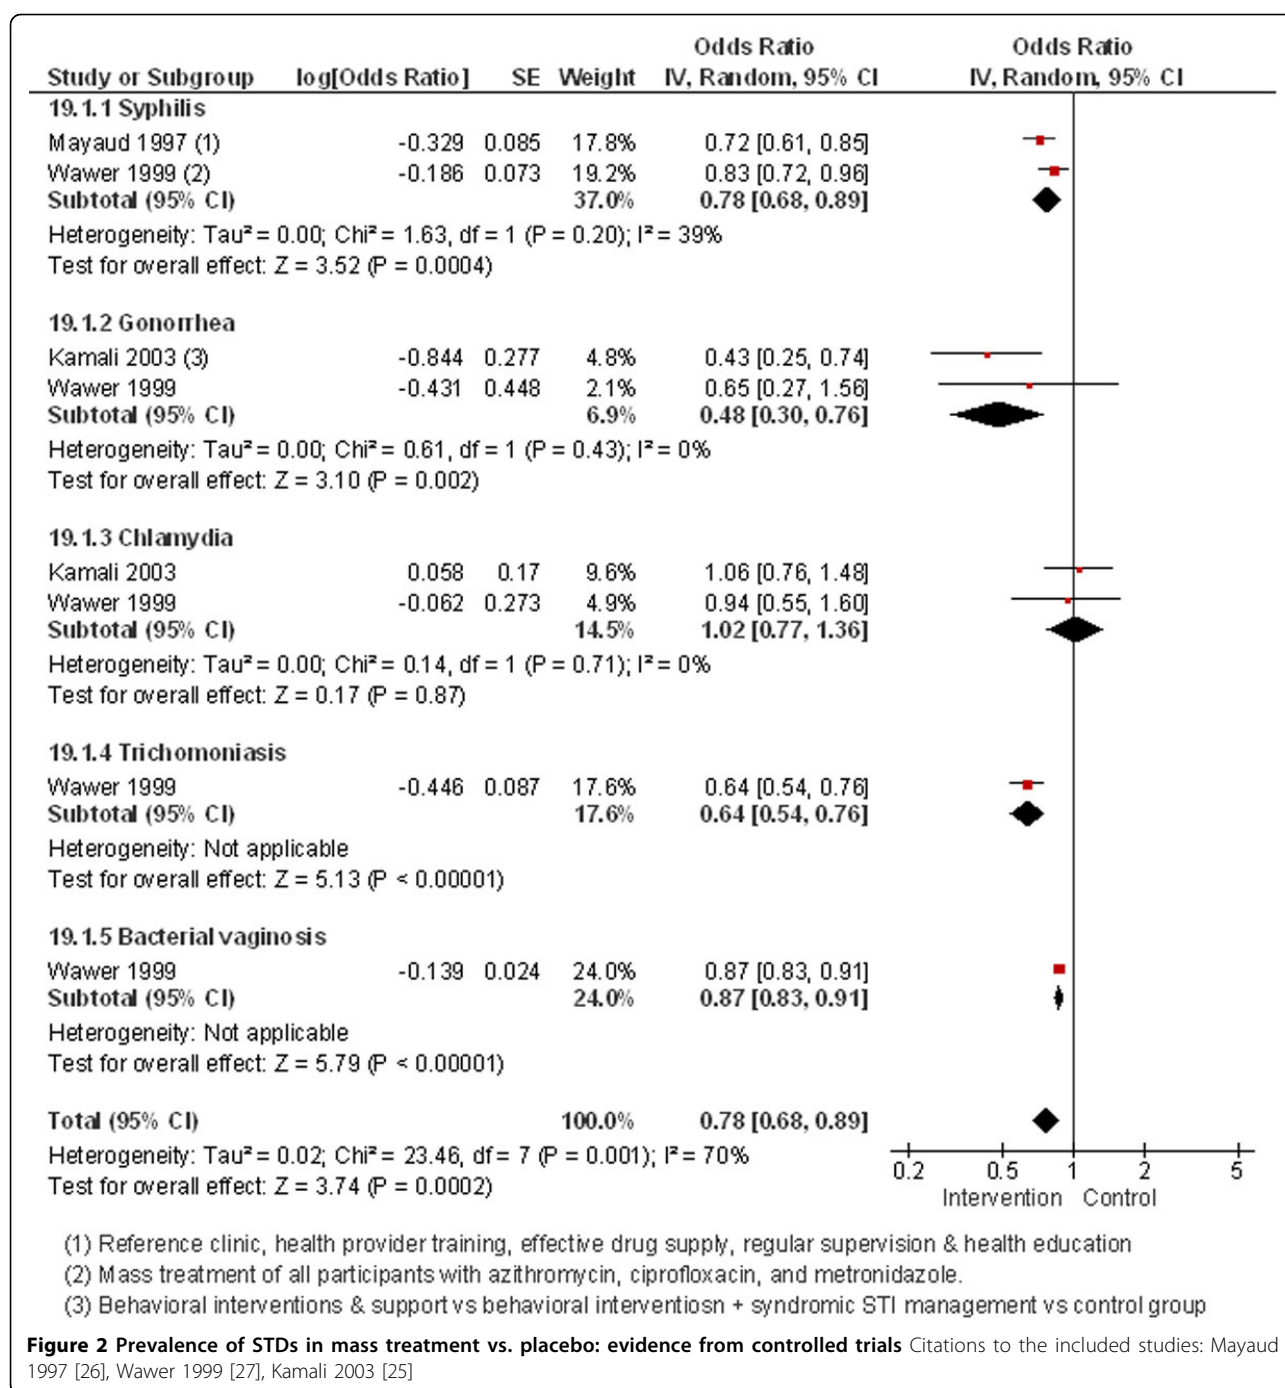 Odds Ratio Odds Ratio
Study or Subgroup log[Odds Ratio] SE Weight IV, Random, 95% CI IV, Random, 95% CI
19.1.1 Syphilis
Mayaud 1997 (1) -0.329 0.085 17.8% 0.72 [0.61, 0.85]
Wawer 1999 (2) -0.186 0.073 19.2% 0.83 [0.72, 0.96]
Subtotal (95% CI) 37.0% 0.78 [0.68, 0.89]
Heterogeneity: Tau² = 0.00; Chi² = 1.63, df = 1 (P = 0.20); I² = 39%
Test for overall effect: Z = 3.52 (P = 0.0004)
19.1.2 Gonorrhea
Kamali 2003 (3) -0.844 0.277 4.8% 0.43 [0.25, 0.74]
Wawer 1999 -0.431 0.448 2.1% 0.65 [0.27, 1.56]
Subtotal (95% CI) 6.9% 0.48 [0.30, 0.76]
Heterogeneity: Tau² = 0.00; Chi² = 0.61, df = 1 (P = 0.43); I² = 0%
Test for overall effect: Z = 3.10 (P = 0.002)
19.1.3 Chlamydia
Kamali 2003 0.058 0.17 9.6% 1.06 [0.76, 1.48]
Wawer 1999 -0.062 0.273 4.9% 0.94 [0.55, 1.60]
Subtotal (95% CI) 14.5% 1.02 [0.77, 1.36]
Heterogeneity: Tau² = 0.00; Chi² = 0.14, df = 1 (P = 0.71); I² = 0%
Test for overall effect: Z = 0.17 (P = 0.87)
19.1.4 Trichomoniasis
Wawer 1999 -0.446 0.087 17.6% 0.64 [0.54, 0.76]
Subtotal (95% CI) 17.6% 0.64 [0.54, 0.76]
Heterogeneity: Not applicable
Test for overall effect: Z = 5.13 (P < 0.00001)
19.1.5 Bacterial vaginosis
Wawer 1999 -0.139 0.024 24.0% 0.87 [0.83, 0.91]
Subtotal (95% CI) 24.0% 0.87 [0.83, 0.91]
Heterogeneity: Not applicable
Test for overall effect: Z = 5.79 (P < 0.00001)
Total (95% CI) 100.0% 0.78 [0.68, 0.89]
Heterogeneity: Tau² = 0.02; Chi² = 23.46, df = 7 (P = 0.001); I² = 70%
Test for overall effect: Z = 3.74 (P = 0.0002)
0.2 0.5 1 2 5
Intervention Control
(1) Reference clinic, health provider training, effective drug supply, regular supervision & health education
(2) Mass treatment of all participants with azithromycin, ciprofloxacin, and metronidazole.
(3) Behavioral interventions & support vs behavioral interventiosn + syndromic STI management vs control group
Figure 2 Prevalence of STDs in mass treatment vs. placebo: evidence from controlled trials Citations to the included studies: Mayaud
1997 [26], Wawer 1999 [27], Kamali 2003 [25]